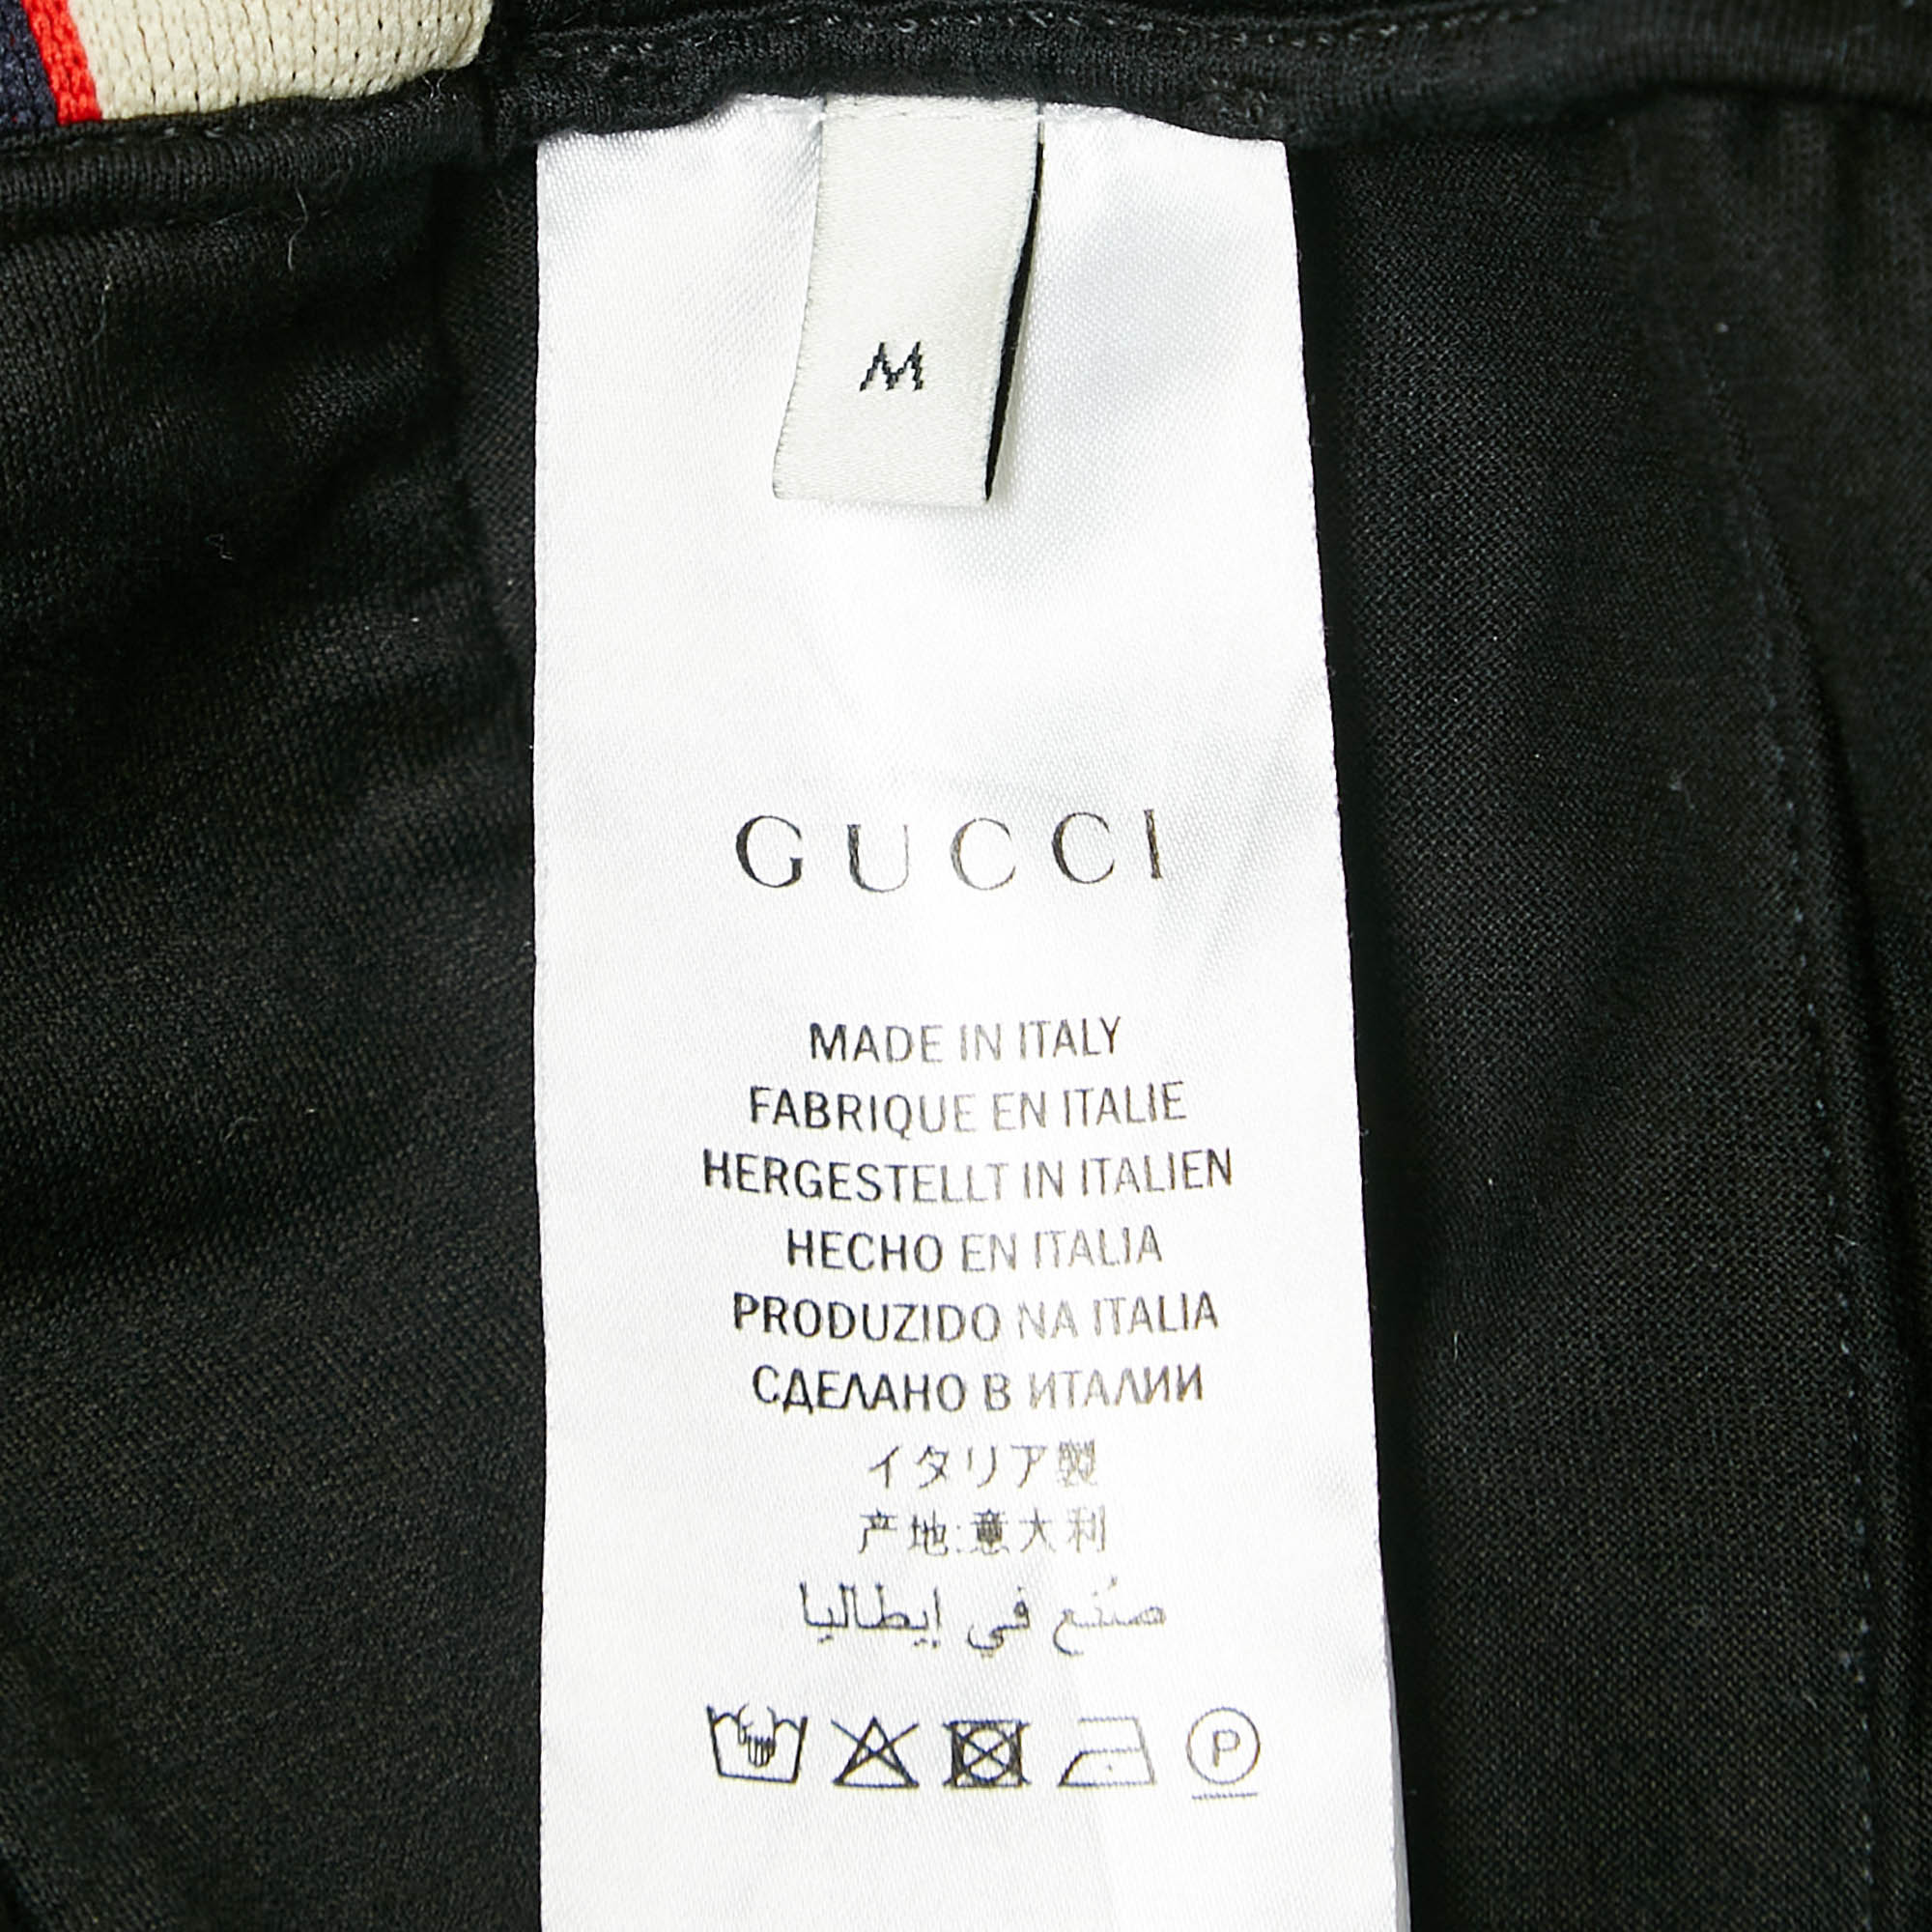 M
GUCCI
MADE IN ITALY
FABRIQUE EN ITALIE
HERGESTELLT IN ITALIEN
HECHO EN ITALIA
PRODUZIDO NA ITALIA
СДЕЛАНО В ИТАЛИИ
イタリア製
产地:意大利
صُنع في إيطاليا
P